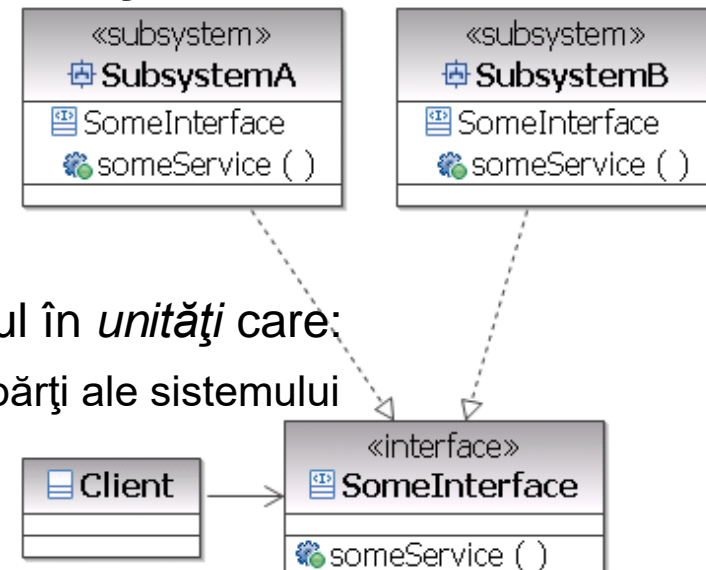 «subsystem»
SubsystemA
SomeInterface
someService ( )
«subsystem»
SubsystemB
SomeInterface
someService ( )
ul în unităţi care:
părţi ale sistemului
«interface»
SomeInterface
someService ( )
Client